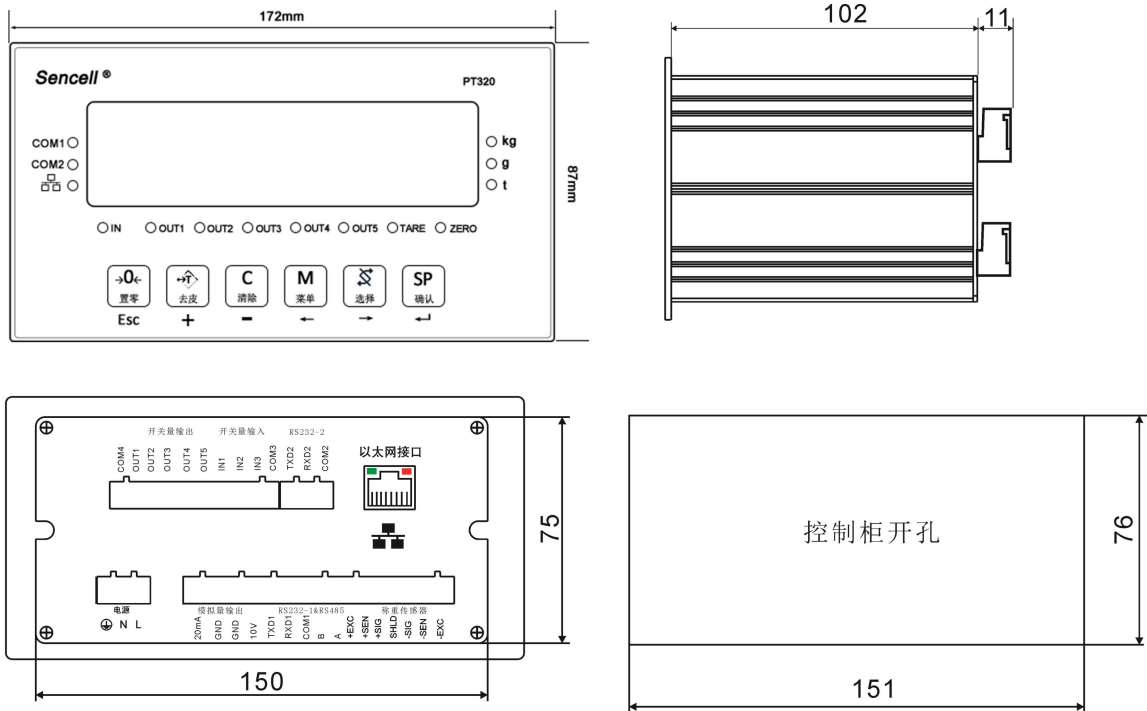 172mm
Sencell ®
PT320
COM1
COM2
kg
g
t
87mm
IN OUT1 OUT2 OUT3 OUT4 OUT5 TARE ZERO
→0← T C M S SP
置零 去皮 清除 菜单 选择 确认
Esc + − ← → ↵
102
11
开关量输出 开关量输入 RS232-2
COM4 OUT1 OUT2 OUT3 OUT4 OUT5 IN1 IN2 IN3 COM3 TXD2 RXD2 COM2
以太网接口
75
电源
N L
模拟量输出 RS232-1&RS485 称重传感器
20mA GND GND 10V TXD1 RXD1 COM1 B A +EXC +SEN +SIG SHLD -SIG -SEN -EXC
150
控制柜开孔
76
151